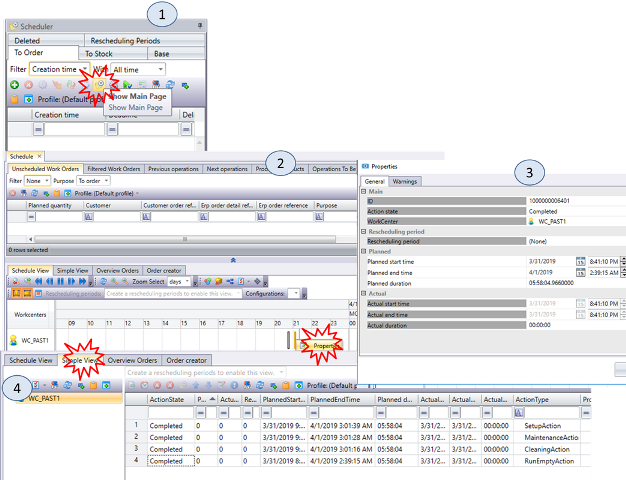 1
Scheduler
Deleted
Rescheduling Periods
To Order
To Stock
Base
Filter
Creation time
All time
Show Main Page
Show Main Page
Profile: (Default
Creation time
Schedule
2
Unscheduled Work Orders
Filtered Work Orders
Previous operations
Next operations
Operations To Be
Filter
None
Purpose
To order
Profile: (Default profile)
Planned quantity
Customer
Customer order ref...
Erp order detail ref...
Erp order reference
Purpose
0 rows selected
Schedule View
Simple View
Overview Orders
Order creator
Zoom Select
days
Rescheduling periods
Create a rescheduling periods to enable this view.
Configurations:
Workcenters
09 10 11 12 13 14 15 16 17 18 19 20 21 22 23 00
WC_PAST1
3
Properties
General
Warnings
Main
ID
1000000006401
Action state
Completed
WorkCenter
WC_PAST1
Rescheduling period
Rescheduling period
(None)
Planned
Planned start time
3/31/2019
8:41:10 PM
Planned end time
4/1/2019
2:39:15 AM
Planned duration
05:58:04.9660000
Actual
Actual start time
3/31/2019
8:41:10 PM
Actual end time
3/31/2019
8:41:10 PM
Actual duration
00:00:00
4
Schedule View
Simple View
Overview Orders
Order creator
Create a rescheduling periods to enable this view.
Profile: (Default p
WC_PAST1
ActionState P... Actu... Re... PlannedStart... PlannedEndTime Planned d... Actual... Actual... Actual... ActionType
1 Completed 0 0 0 3/31/2019 9:... 4/1/2019 3:01:39 AM 05:58:04 3/31/2... 3/31/2... 00:00:00 SetupAction
2 Completed 0 0 0 3/31/2019 9:... 4/1/2019 3:01:28 AM 05:58:04 3/31/2... 3/31/2... 00:00:00 MaintenanceActio
3 Completed 0 0 0 3/31/2019 9:... 4/1/2019 3:01:16 AM 05:58:04 3/31/2... 3/31/2... 00:00:00 CleaningAction
4 Completed 0 0 0 3/31/2019 8:... 4/1/2019 2:39:15 AM 05:58:04 3/31/2... 3/31/2... 00:00:00 RunEmptyAction